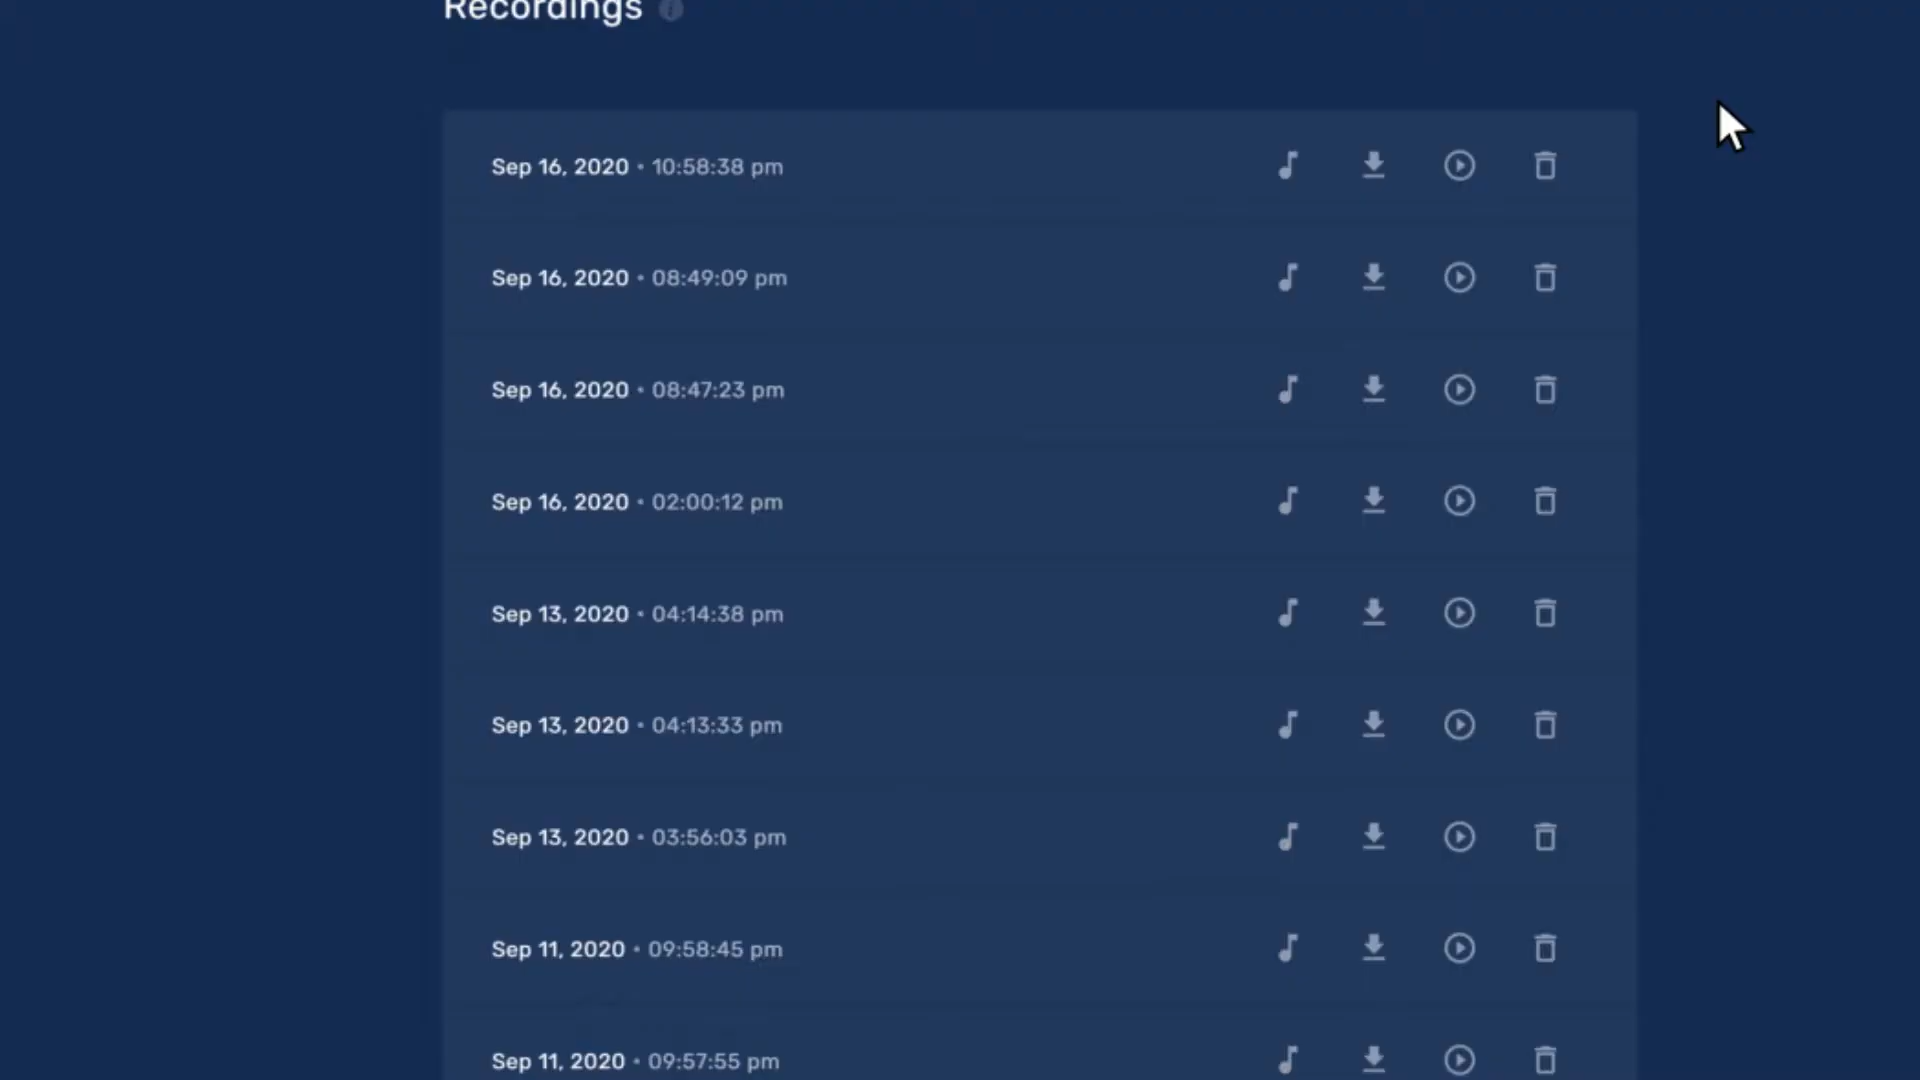 Recordings
Sep 16, 2020 • 10:58:38 pm
Sep 16, 2020 • 08:49:09 pm
Sep 16, 2020 • 08:47:23 pm
Sep 16, 2020 • 02:00:12 pm
Sep 13, 2020 • 04:14:38 pm
Sep 13, 2020 • 04:13:33 pm
Sep 13, 2020 • 03:56:03 pm
Sep 11, 2020 • 09:58:45 pm
Sep 11, 2020 • 09:57:55 pm